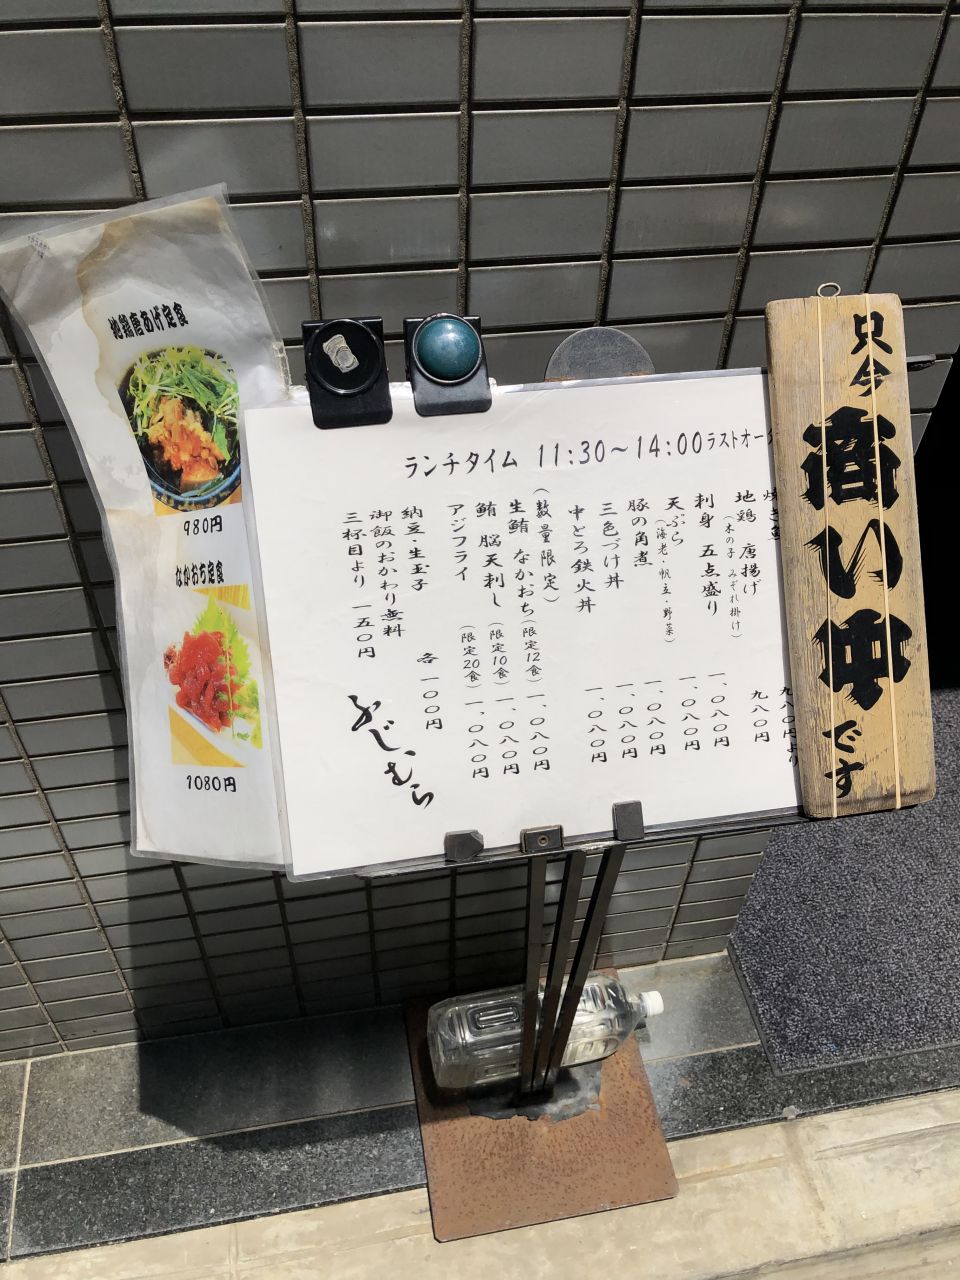 地鶏唐あげ定食
980円
なかおち定食
1080円
ランチタイム 11:30〜14:00ラストオー
焼き 九八〇円より
地鶏 唐揚げ 九八〇円
(木の子 みぞれ掛け)
刺身 五点盛り 一、〇八〇円
天ぷら 一、〇八〇円
(海老・帆立・野菜)
豚の角煮 一、〇八〇円
三色づけ丼 一、〇八〇円
中とろ鉄火丼 一、〇八〇円
(数量限定)
生鮪 なかおち(限定12食) 一、〇八〇円
鮪 脳天刺し (限定10食) 一、〇八〇円
アジフライ (限定20食) 一、〇八〇円
納豆・生玉子 各一〇〇円
御飯のおかわり無料
三杯目より 一五〇円
ふじむら
只今
商い中
です